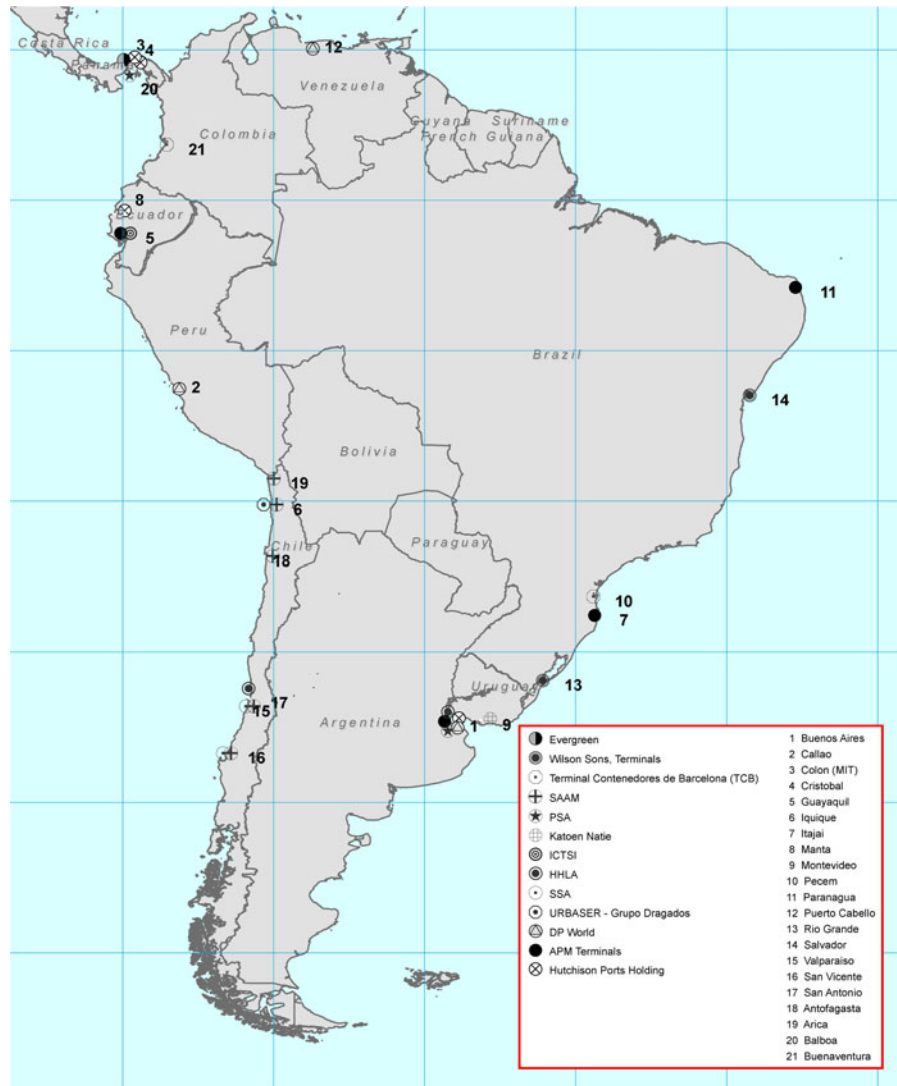 Costa Rica
34
12
Panama
20
Venezuela
Guyana
Suriname
French Guiana
Colombia
21
8
Ecuador
5
11
Peru
Brazil
2
14
Bolivia
19
6
Paraguay
Chile
18
10
7
Uruguay
13
17
15
Argentina
1
9
16
Evergreen
Wilson Sons, Terminals
Terminal Contenedores de Barcelona (TCB)
SAAM
PSA
Katoen Natie
ICTSI
HHLA
SSA
URBASER - Grupo Dragados
DP World
APM Terminals
Hutchison Ports Holding
1 Buenos Aires
2 Callao
3 Colon (MIT)
4 Cristobal
5 Guayaquil
6 Iquique
7 Itajai
8 Manta
9 Montevideo
10 Pecem
11 Paranagua
12 Puerto Cabello
13 Rio Grande
14 Salvador
15 Valparaiso
16 San Vicente
17 San Antonio
18 Antofagasta
19 Arica
20 Balboa
21 Buenaventura